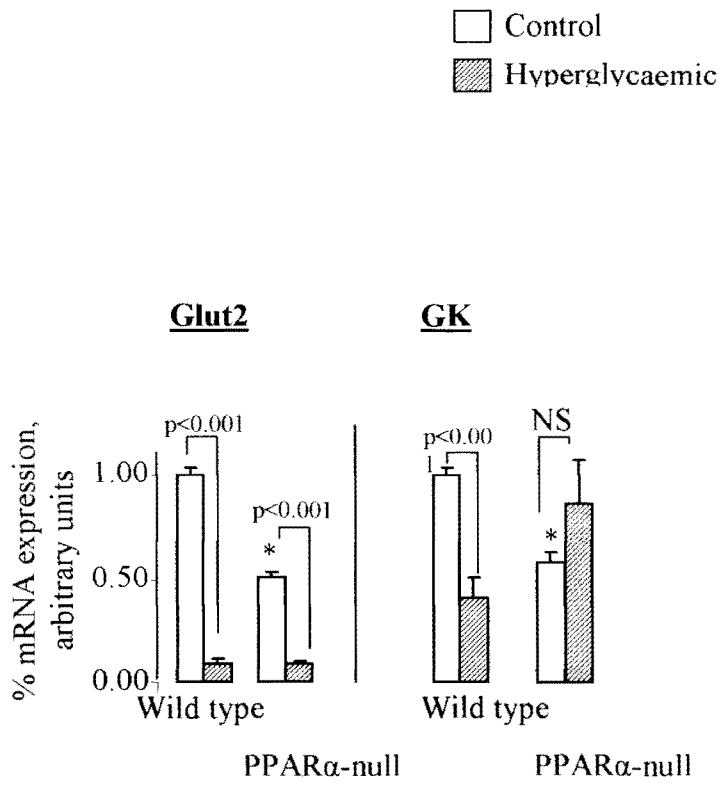 Control
Hyperglycaemic
Glut2
GK
% mRNA expression,
arbitrary units
1.00
0.50
0.00
p<0.001
p<0.001
*
p<0.00
1
NS
*
Wild type
Wild type
PPARα-null
PPARα-null